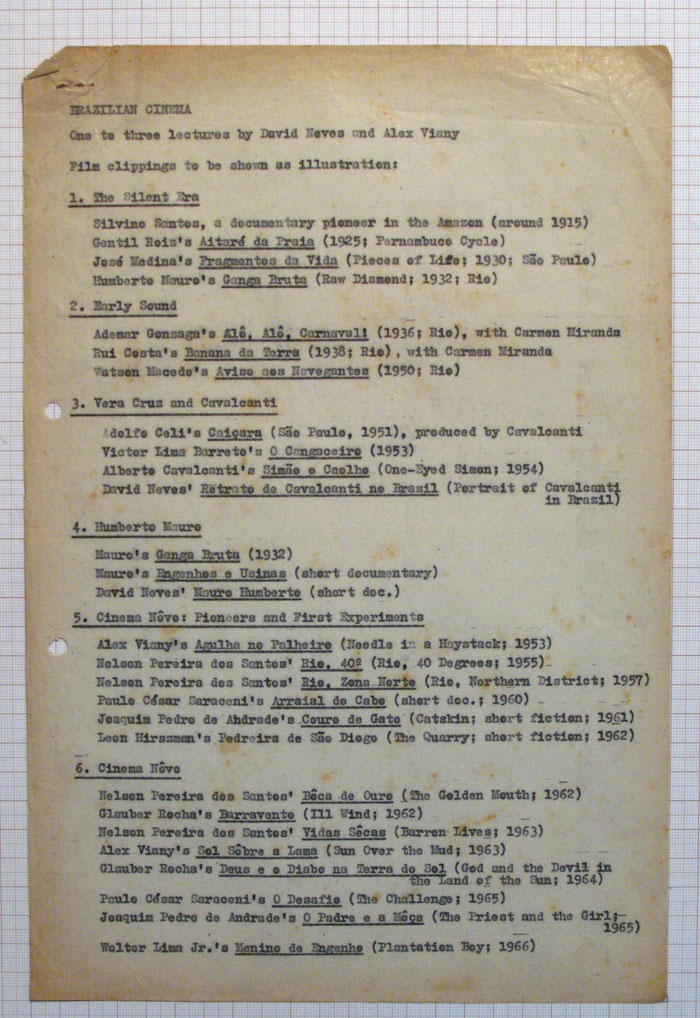 BRAZILIAN CINEMA
One to three lectures by David Neves and Alex Viany
Film clippings to be shown as illustration:
1. The Silent Era
Silvino Santos, a documentary pioneer in the Amazon (around 1915)
Gentil Roiz's Aitaré da Praia (1925; Pernambuco Cycle)
José Medina's Fragmentos da Vida (Pieces of Life; 1930; São Paulo)
Humberto Mauro's Ganga Bruta (Raw Diamond; 1932; Rio)
2. Early Sound
Ademar Gonzaga's Alô, Alô, Carnaval! (1936; Rio), with Carmen Miranda
Rui Costa's Banana da Terra (1938; Rio), with Carmen Miranda
Watson Macedo's Aviso aos Navegantes (1950; Rio)
3. Vera Cruz and Cavalcanti
Adolfo Celi's Caiçara (São Paulo, 1951), produced by Cavalcanti
Victor Lima Barreto's O Cangaceiro (1953)
Alberto Cavalcanti's Simão o Caolho (One-Eyed Simon; 1954)
David Neves' Retrato de Cavalcanti no Brasil (Portrait of Cavalcanti
in Brazil)
4. Humberto Mauro
Mauro's Ganga Bruta (1932)
Mauro's Engenhos e Usinas (short documentary)
David Neves' Mauro Humberto (short doc.)
5. Cinema Nôvo: Pioneers and First Experiments
Alex Viany's Agulha no Palheiro (Needle in a Haystack; 1953)
Nelson Pereira dos Santos' Rio, 40º (Rio, 40 Degrees; 1955)
Nelson Pereira dos Santos' Rio, Zona Norte (Rio, Northern District; 1957)
Paulo César Saraceni's Arraial do Cabo (short doc.; 1960)
Joaquim Pedro de Andrade's Couro de Gato (Catskin; short fiction; 1961)
Leon Hirszman's Pedreira de São Diogo (The Quarry; short fiction; 1962)
6. Cinema Nôvo
Nelson Pereira dos Santos' Bôca de Ouro (The Golden Mouth; 1962)
Glauber Rocha's Barravento (Ill Wind; 1962)
Nelson Pereira dos Santos' Vidas Sêcas (Barren Lives; 1963)
Alex Viany's Sol Sôbre a Lama (Sun Over the Mud; 1963)
Glauber Rocha's Deus e o Diabo na Terra do Sol (God and the Devil in
the Land of the Sun; 1964)
Paulo César Saraceni's O Desafio (The Challenge; 1965)
Joaquim Pedro de Andrade's O Padre e a Môça (The Priest and the Girl;
1965)
Walter Lima Jr.'s Menino de Engenho (Plantation Boy; 1966)